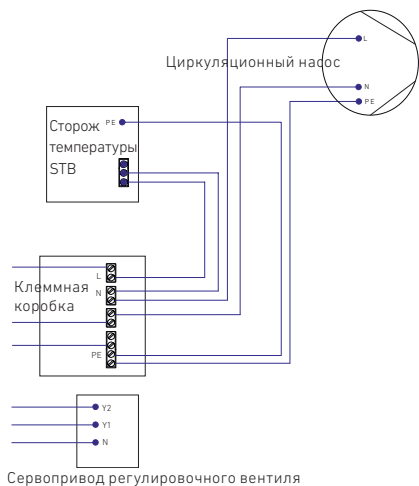 L
Циркуляционный насос
N
PE
Сторож PE
температуры
STB
L
Клеммная N
коробка
PE
Y2
Y1
N
Сервопривод регулировочного вентиля